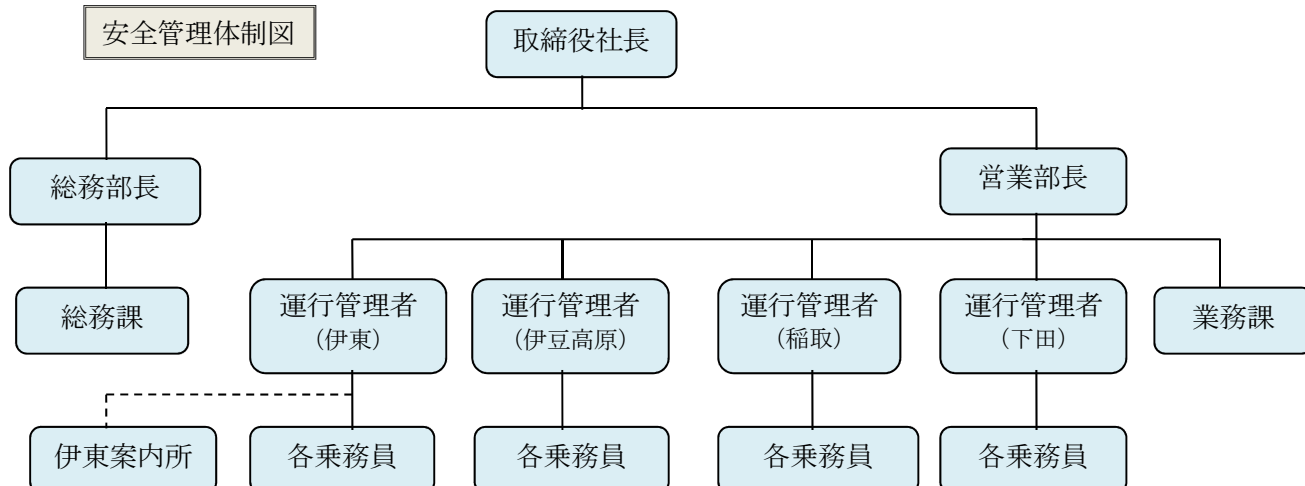 安全管理体制図
取締役社長
総務部長
営業部長
総務課
運行管理者
（伊東）
運行管理者
（伊豆高原）
運行管理者
（稲取）
運行管理者
（下田）
業務課
伊東案内所
各乗務員
各乗務員
各乗務員
各乗務員